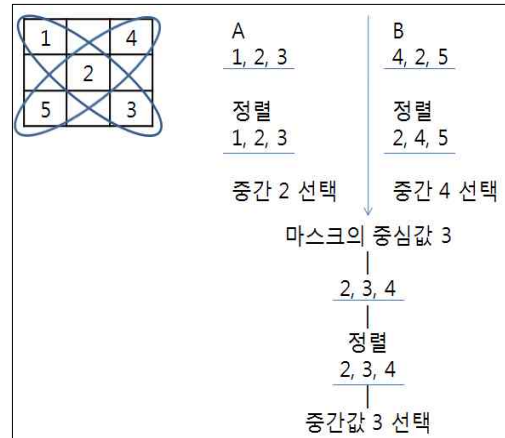 1 4
2
5 3
A
1, 2, 3
정렬
1, 2, 3
중간 2 선택
B
4, 2, 5
정렬
2, 4, 5
중간 4 선택
마스크의 중심값 3
2, 3, 4
정렬
2, 3, 4
중간값 3 선택